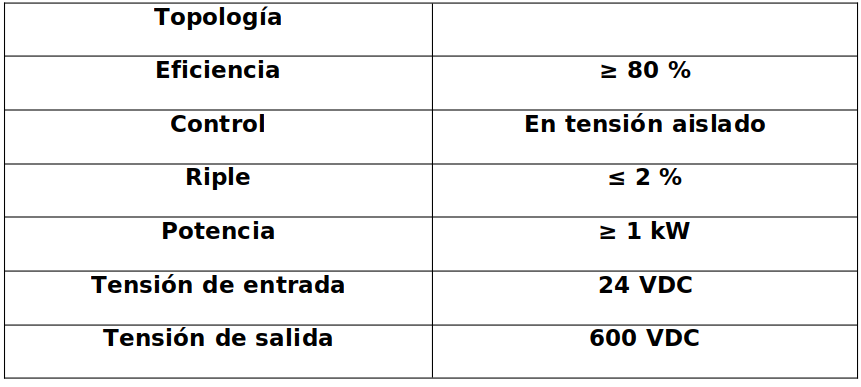 Topología
Eficiencia ≥ 80 %
Control En tensión aislado
Riple ≤ 2 %
Potencia ≥ 1 kW
Tensión de entrada 24 VDC
Tensión de salida 600 VDC